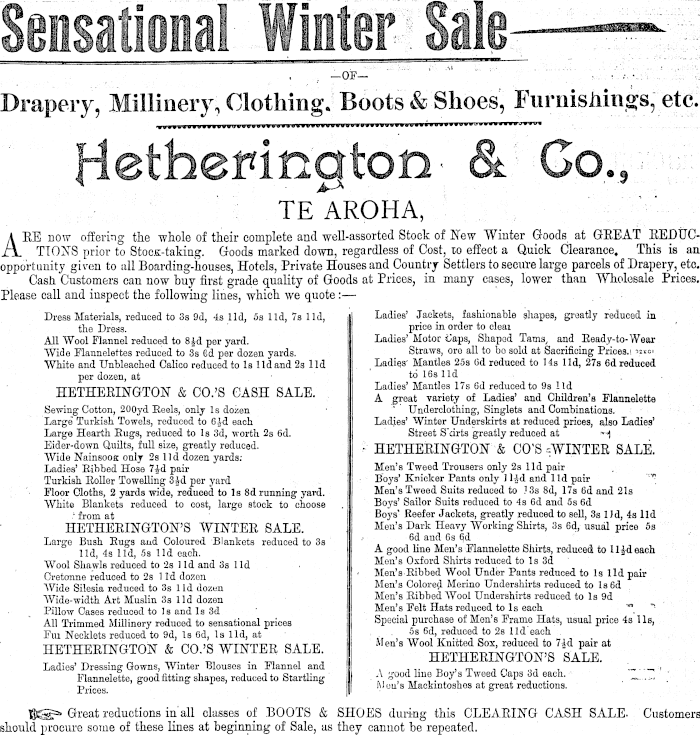 Sensational Winter Sale
—OF—
Drapery, Millinery, Clothing, Boots & Shoes, Furnishings, etc.
Hetherington & Co.,
TE AROHA,
ARE now offering the whole of their complete and well-assorted Stock of New Winter Goods at GREAT REDUC-
TIONS prior to Stock-taking. Goods marked down, regardless of Cost, to effect a Quick Clearance. This is an
opportunity given to all Boarding-houses, Hotels, Private Houses and Country Settlers to secure large parcels of Drapery, etc.
Cash Customers can now buy first grade quality of Goods at Prices, in many cases, lower than Wholesale Prices.
Please call and inspect the following lines, which we quote :—
Dress Materials, reduced to 3s 9d, 4s 11d, 5s 11d, 7s 11d,
the Dress.
All Wool Flannel reduced to 8½d per yard.
Wide Flannelettes reduced to 3s 6d per dozen yards.
White and Unbleached Calico reduced to 1s 11d and 2s 11d
per dozen, at
HETHERINGTON & CO.'S CASH SALE.
Sewing Cotton, 200yd Reels, only 1s dozen
Large Turkish Towels, reduced to 6½d each
Large Hearth Rugs, reduced to 1s 3d, worth 2s 6d.
Eider-down Quilts, full size, greatly reduced.
Wide Nainsook only 2s 11d dozen yards.
Ladies' Ribbed Hose 7½d pair
Turkish Roller Towelling 3½d per yard
Floor Cloths, 2 yards wide, reduced to 1s 8d running yard.
White Blankets reduced to cost, large stock to choose
from at
HETHERINGTON'S WINTER SALE.
Large Bush Rugs and Coloured Blankets reduced to 3s
11d, 4s 11d, 5s 11d each.
Wool Shawls reduced to 2s 11d and 3s 11d
Cretonne reduced to 2s 11d dozen
Wide Silesia reduced to 3s 11d dozen
Wide-width Art Muslin 3s 11d dozen
Pillow Cases reduced to 1s and 1s 3d
All Trimmed Millinery reduced to sensational prices
Fur Necklets reduced to 9d, 1s 6d, 1s 11d, at
HETHERINGTON & CO.'S WINTER SALE.
Ladies' Dressing Gowns, Winter Blouses in Flannel and
Flannelette, good fitting shapes, reduced to Startling
Prices.
Ladies' Jackets, fashionable shapes, greatly reduced in
price in order to clear
Ladies' Motor Caps, Shaped Tams, and Ready-to-Wear
Straws, are all to be sold at Sacrificing Prices.
Ladies' Mantles 25s 6d reduced to 14s 11d, 27s 6d reduced
to 16s 11d
Ladies' Mantles 17s 6d reduced to 9s 11d
A great variety of Ladies' and Children's Flannelette
Underclothing, Singlets and Combinations.
Ladies' Winter Underskirts at reduced prices, also Ladies'
Street Skirts greatly reduced at
HETHERINGTON & CO'S WINTER SALE.
Men's Tweed Trousers only 2s 11d pair
Boys' Knicker Pants only 11½d and 11d pair
Men's Tweed Suits reduced to 13s 8d, 17s 6d and 21s
Boys' Sailor Suits reduced to 4s 6d and 5s 6d
Boys' Reefer Jackets, greatly reduced to sell, 3s 11d, 4s 11d
Men's Dark Heavy Working Shirts, 3s 6d, usual price 5s
6d and 6s 6d
A good line Men's Flannelette Shirts, reduced to 11½d each
Men's Oxford Shirts reduced to 1s 3d
Men's Ribbed Wool Under Pants reduced to 1s 11d pair
Men's Colored Merino Undershirts reduced to 1s 6d
Men's Ribbed Wool Undershirts reduced to 1s 9d
Men's Felt Hats reduced to 1s each
Special purchase of Men's Frame Hats, usual price 4s 11s,
5s 6d, reduced to 2s 11d each
Men's Wool Knitted Sox, reduced to 7½d pair at
HETHERINGTON'S SALE.
A good line Boy's Tweed Caps 3d each.
Men's Mackintoshes at great reductions.
Great reductions in all classes of BOOTS & SHOES during this CLEARING CASH SALE. Customers
should procure some of these lines at beginning of Sale, as they cannot be repeated.